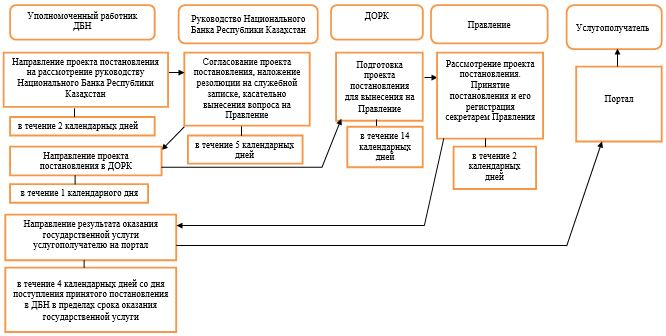 Уполномоченный работник
ДБН
Руководство Национального
Банка Республики Казахстан
ДОРК
Правление
Услугополучатель
Направление проекта постановления
на рассмотрение руководству
Национального Банка Республики
Казахстан
в течение 2 календарных дней
Согласование проекта
постановления, наложение
резолюции на служебной
записке, касательно
вынесения вопроса на
Правление
в течение 5 календарных
дней
Подготовка
проекта
постановления
для вынесения на
Правление
в течение 14
календарных
дней
Рассмотрение проекта
постановления.
Принятие
постановления и его
регистрация
секретарем Правления
в течение 2
календарных
дней
Портал
Направление проекта
постановления в ДОРК
в течение 1 календарного дня
Направление результата оказания
государственной услуги
услугополучателю на портал
в течение 4 календарных дней со дня
поступления принятого постановления
в ДБН в пределах срока оказания
государственной услуги